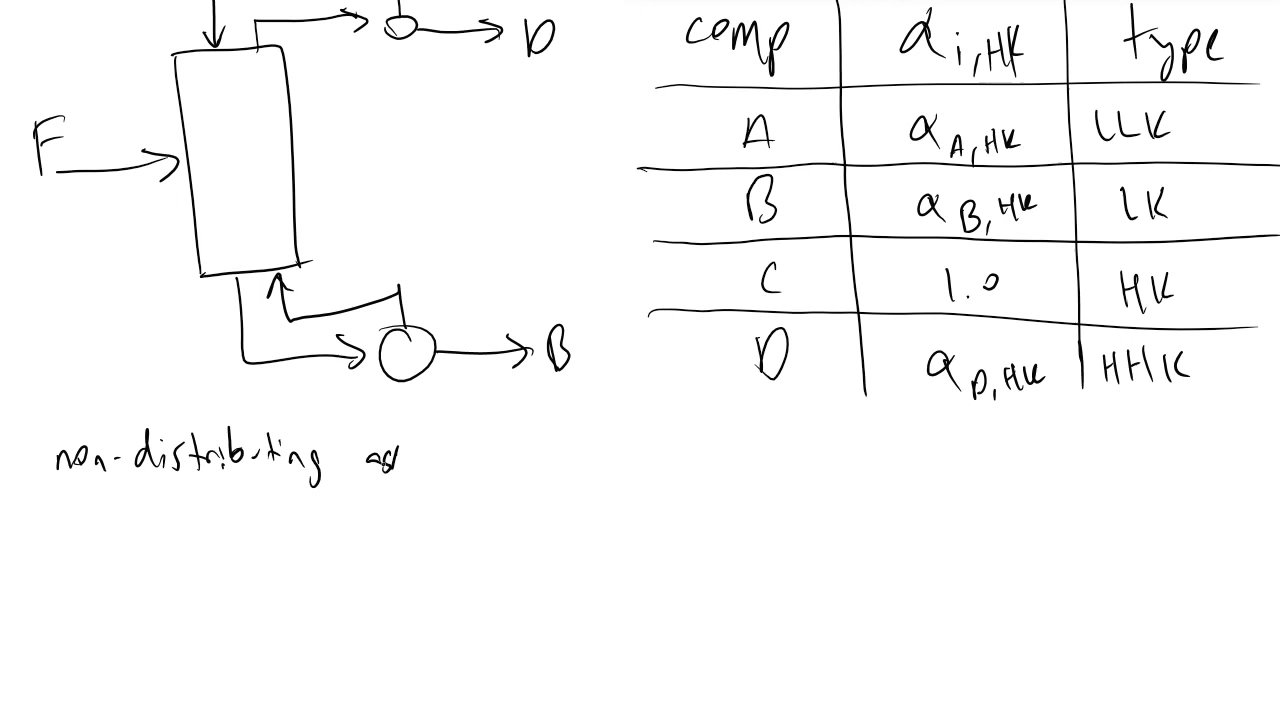 D
F
B
comp α i,HK type
A α A,HK LLK
B α B,HK LK
C 1.0 HK
D α D,HK HHK
non-distributing